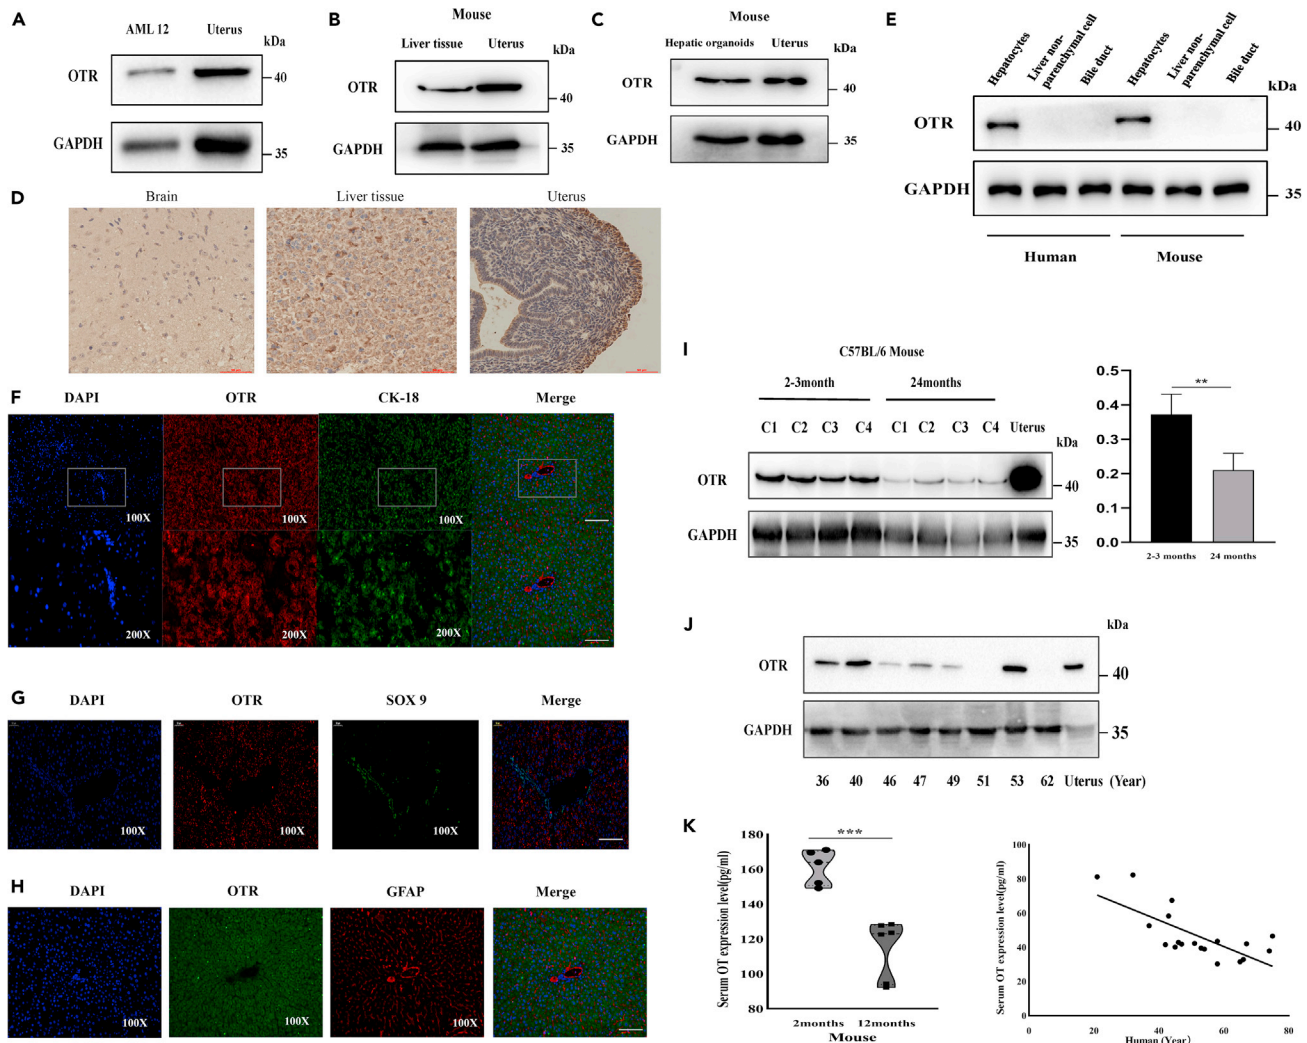 A
AML 12 Uterus
kDa
OTR
40
GAPDH
35
B
Mouse
Liver tissue Uterus
kDa
OTR
40
GAPDH
35
C
Mouse
Hepatic organoids Uterus
kDa
OTR
40
GAPDH
35
D
Brain Liver tissue Uterus
E
Hepatocytes
Liver non-
parenchymal cell
Bile duct
Hepatocytes
Liver non-
parenchymal cell
Bile duct
kDa
OTR
40
GAPDH
35
Human Mouse
F
DAPI OTR CK-18 Merge
100X 100X 100X
200X 200X 200X
G
DAPI OTR SOX 9 Merge
100X 100X 100X
H
DAPI OTR GFAP Merge
100X 100X 100X
I
C57BL/6 Mouse
2-3month 24months
C1 C2 C3 C4 C1 C2 C3 C4 Uterus
kDa
OTR
40
GAPDH
35
0.5
0.4
0.3
0.2
0.1
0.0
**
2-3 months 24 months
J
kDa
OTR
40
GAPDH
35
36 40 46 47 49 51 53 62 Uterus (Year)
K
Serum OT expression level(pg/ml)
180
160
140
120
100
80
***
2months 12months
Mouse
Serum OT expression level(pg/ml)
100
80
60
40
20
0
0 20 40 60 80
Human (Year)